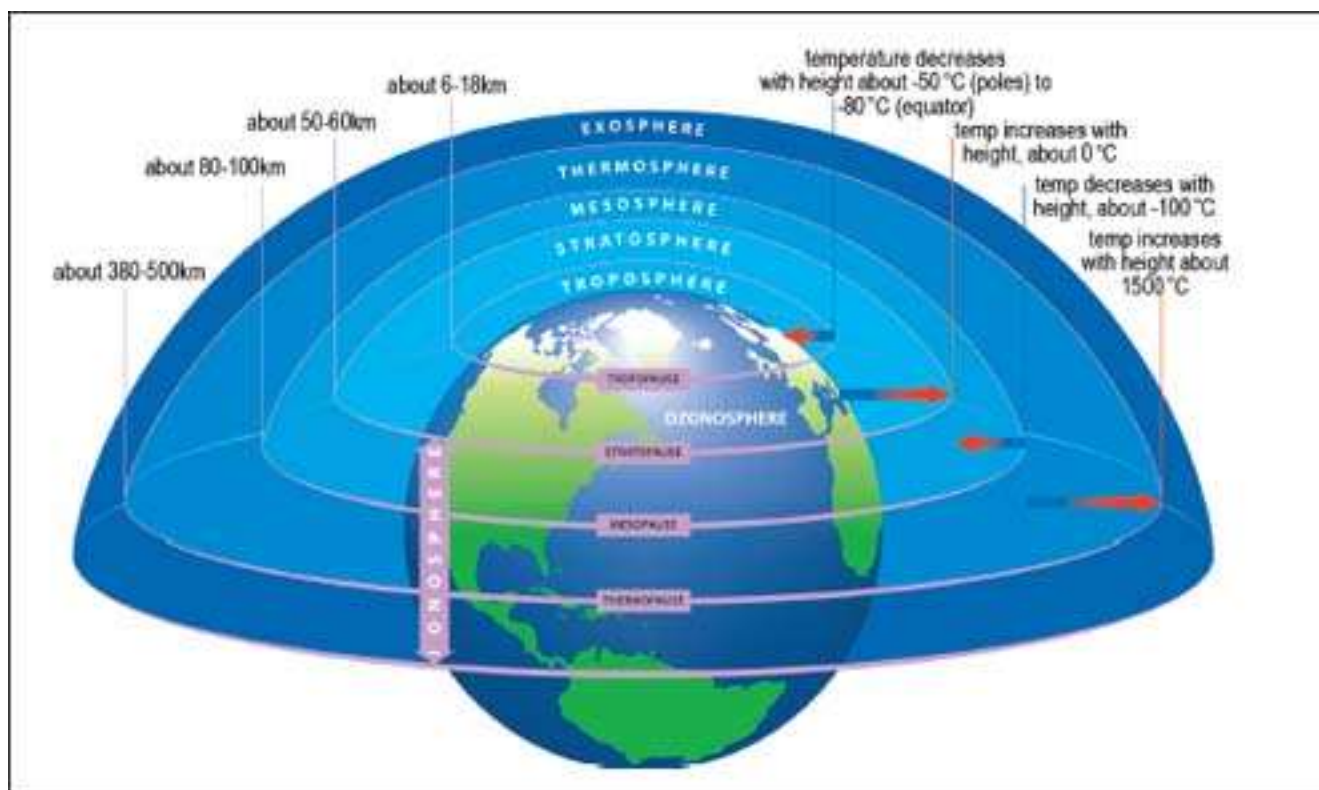 temperature decreases
with height about -50 °C (poles) to
-80 °C (equator)
about 6-18km
about 50-60km
about 80-100km
about 380-500km
temp increases with
height, about 0 °C
temp decreases with
height, about -100 °C
temp increases
with height about
1500 °C
EXOSPHERE
THERMOSPHERE
MESOSPHERE
STRATOSPHERE
TROPOSPHERE
TROPOPAUSE
OZONOSPHERE
STRATOPAUSE
MESOPAUSE
THERMOPAUSE
IONOSPHERE